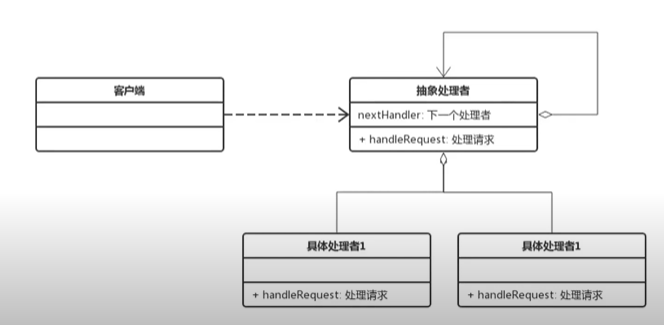 客户端
抽象处理者
nextHandler: 下一个处理者
+ handleRequest: 处理请求
具体处理者1
具体处理者1
+ handleRequest: 处理请求
+ handleRequest: 处理请求